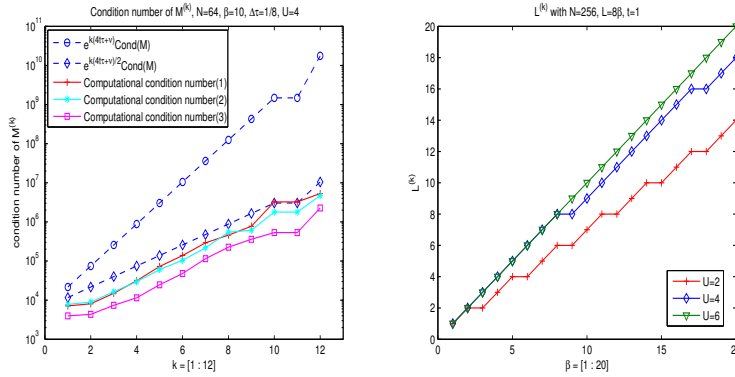 Condition number of M^(k), N=64, β=10, Δτ=1/8, U=4
e^k(4tτ+ν)Cond(M)
e^k(4tτ+ν)/2Cond(M)
Computational condition number(1)
Computational condition number(2)
Computational condition number(3)
condition number of M^(k)
10^11
10^10
10^9
10^8
10^7
10^6
10^5
10^4
10^3
0 2 4 6 8 10 12
k = [1 : 12]
L^(k) with N=256, L=8β, t=1
L^(k)
20
18
16
14
12
10
8
6
4
2
0
0 5 10 15 20
β = [1 : 20]
U=2
U=4
U=6